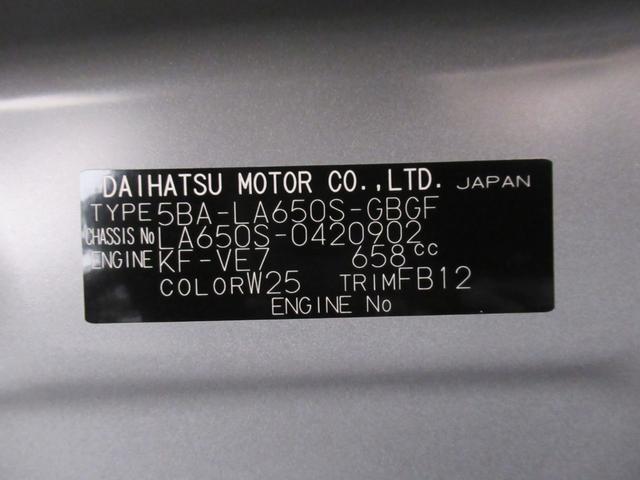 DAIHATSU MOTOR CO.,LTD. JAPAN
TYPE 5BA-LA650S-GBGF
CHASSIS No LA650S-0420902
ENGINE KF-VE7 658cc
COLOR W25 TRIM FB12
ENGINE No